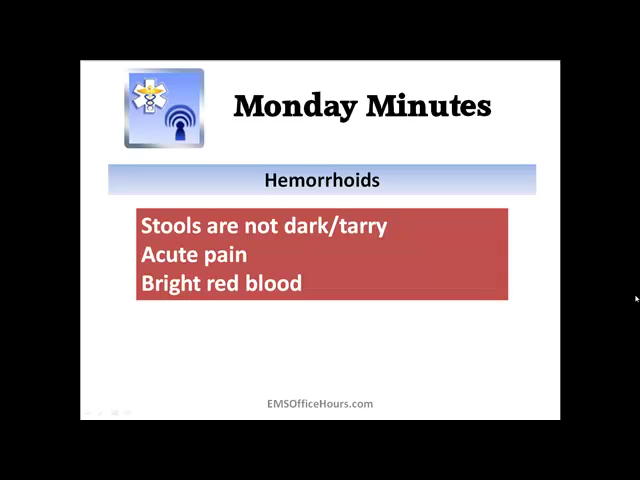 Monday Minutes
Hemorrhoids
Stools are not dark/tarry
Acute pain
Bright red blood
EMSOfficeHours.com